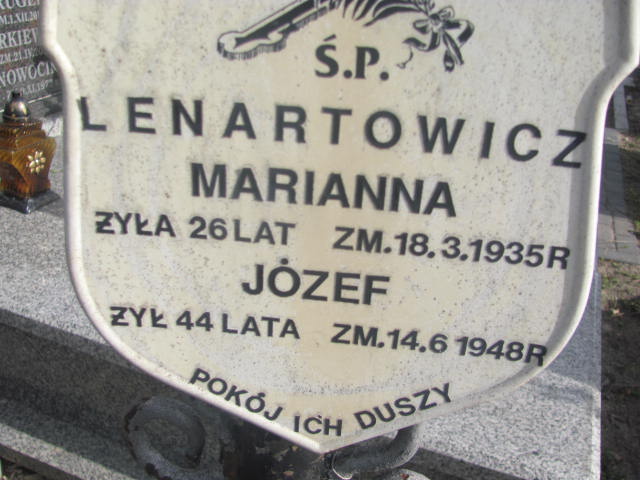 Ś.P.
LENARTOWICZ
MARIANNA
ŻYŁA 26 LAT ZM. 18.3.1935R
JÓZEF
ŻYŁ 44 LATA ZM. 14.6 1948R
POKÓJ ICH DUSZY